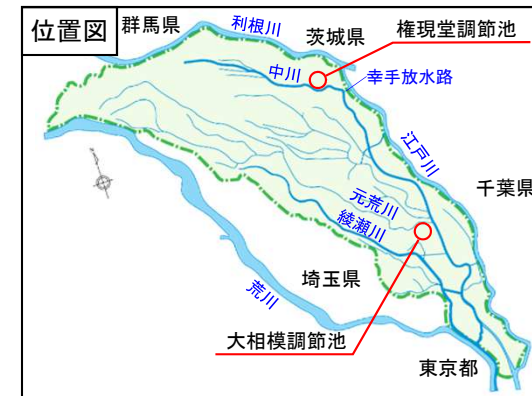 位置図
群馬県
利根川
茨城県
権現堂調節池
中川
幸手放水路
江戸川
千葉県
元荒川
綾瀬川
埼玉県
荒川
大相模調節池
東京都